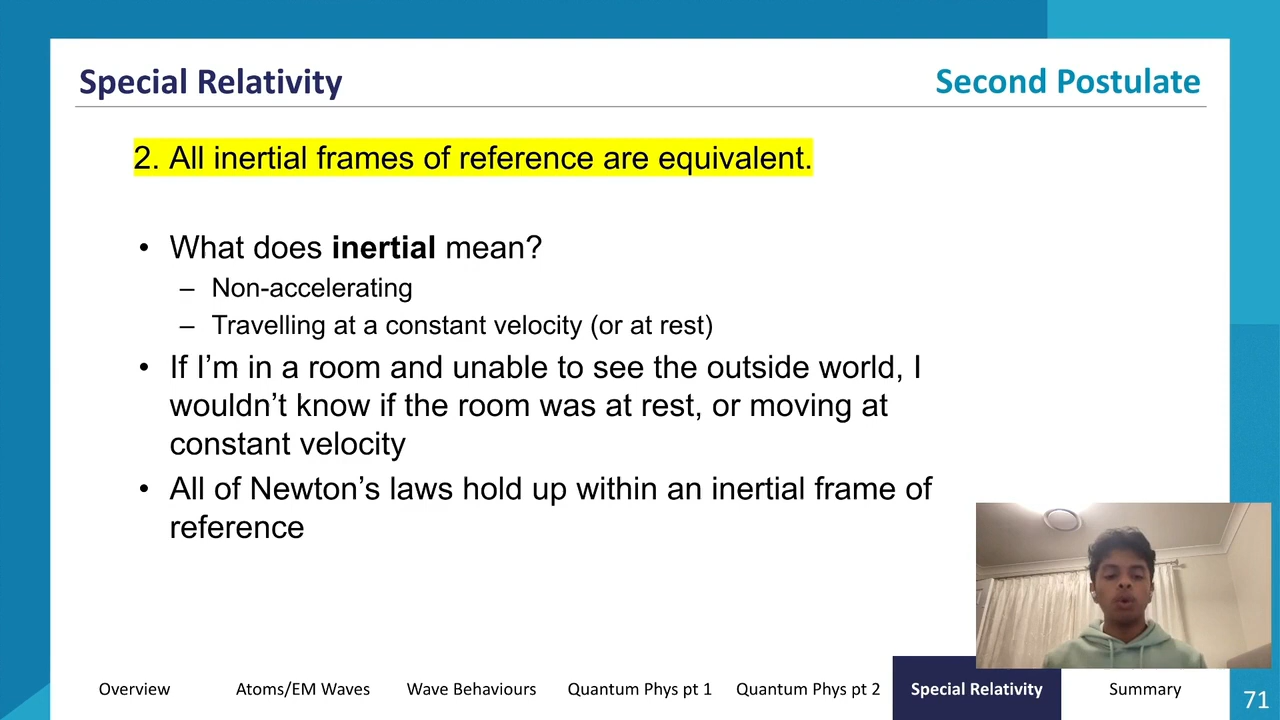 Special Relativity
Second Postulate
2. All inertial frames of reference are equivalent.
• What does inertial mean?
– Non-accelerating
– Travelling at a constant velocity (or at rest)
• If I’m in a room and unable to see the outside world, I
wouldn’t know if the room was at rest, or moving at
constant velocity
• All of Newton’s laws hold up within an inertial frame of
reference
Overview
Atoms/EM Waves
Wave Behaviours
Quantum Phys pt 1
Quantum Phys pt 2
Special Relativity
Summary
71